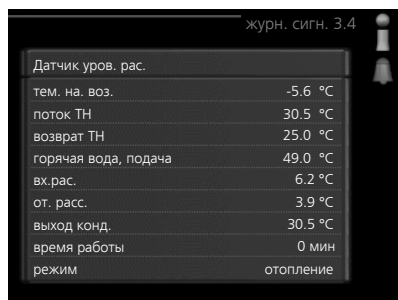 журн. сигн. 3.4
Датчик уров. рас.
тем. на. воз. -5.6 °C
поток ТН 30.5 °C
возврат ТН 25.0 °C
горячая вода, подача 49.0 °C
вх.рас. 6.2 °C
от. расс. 3.9 °C
выход конд. 30.5 °C
время работы 0 мин
режим отопление